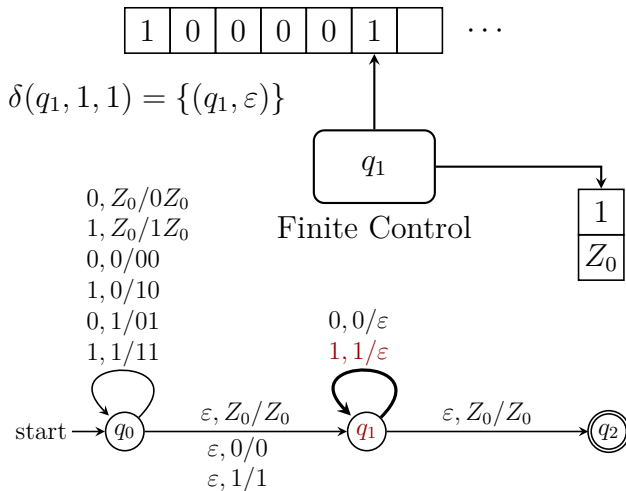 1 0 0 0 0 1 ⋯
δ(q₁, 1, 1) = {(q₁, ε)}
q₁
Finite Control
1
Z₀
0, Z₀/0Z₀
1, Z₀/1Z₀
0, 0/00
1, 0/10
0, 1/01
1, 1/11
0, 0/ε
1, 1/ε
start q₀ ε, Z₀/Z₀ q₁ ε, Z₀/Z₀ q₂
ε, 0/0
ε, 1/1